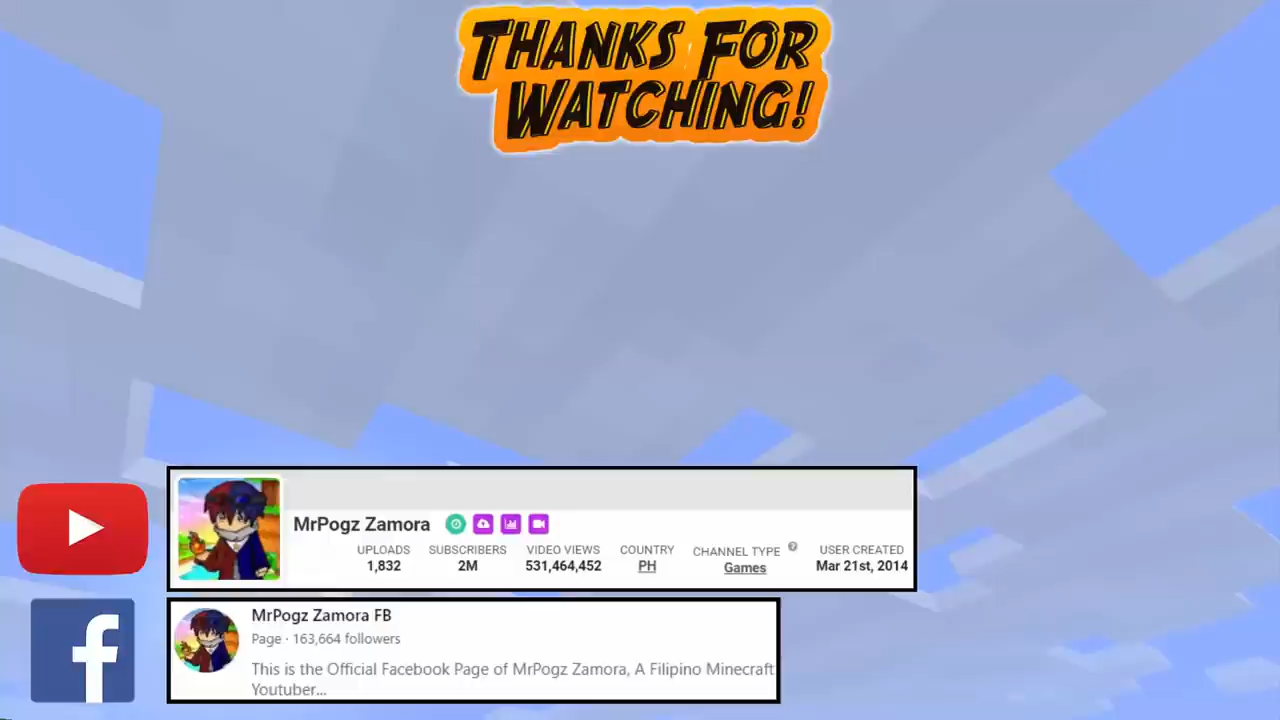 THANKS FOR
WATCHING!
MrPogz Zamora
UPLOADS SUBSCRIBERS VIDEO VIEWS COUNTRY CHANNEL TYPE ? USER CREATED
1,832 2M 531,464,452 PH Games Mar 21st, 2014
MrPogz Zamora FB
Page · 163,664 followers
This is the Official Facebook Page of MrPogz Zamora, A Filipino Minecraft
Youtuber...